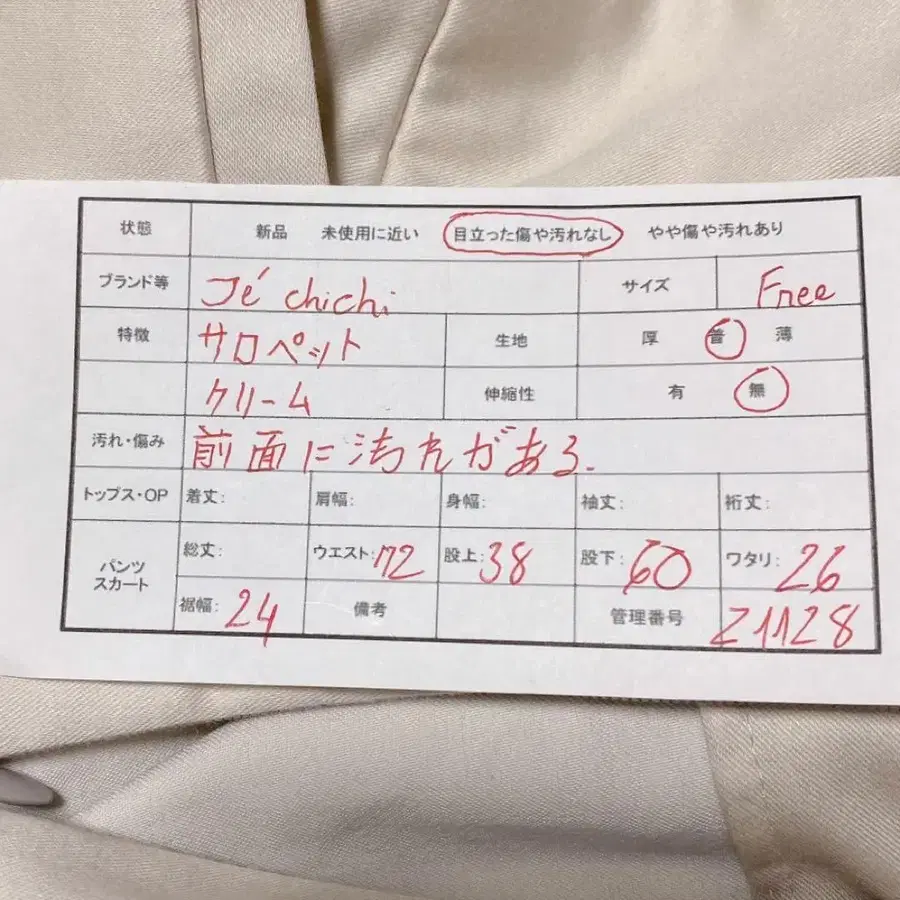 状態 新品 未使用に近い 目立った傷や汚れなし やや傷や汚れあり
ブランド等 Jé chichi サイズ Free
特徴 サロペット 生地 厚 普 薄
クリーム 伸縮性 有 無
汚れ・傷み 前面に汚れがある.
トップス・OP 着丈: 肩幅: 身幅: 袖丈: 裄丈:
パンツ スカート 総丈: ウエスト:72 股上:38 股下:60 ワタリ:26
裾幅:24 備考 管理番号 Z1128